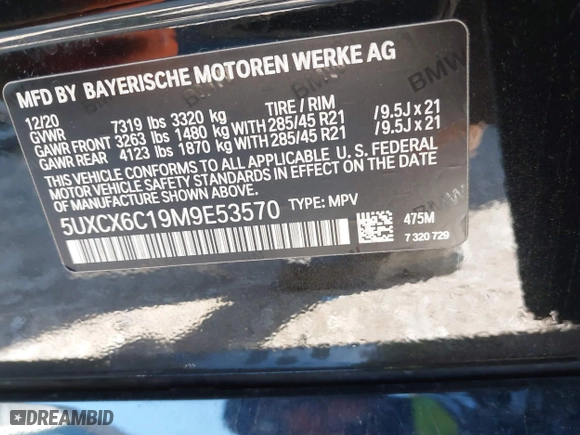 MFD BY BAYERISCHE MOTOREN WERKE AG
12/20
GVWR 7319 lbs 3320 kg TIRE / RIM
GAWR FRONT 3263 lbs 1480 kg WITH 285/45 R21 /9.5J x 21
GAWR REAR 4123 lbs 1870 kg WITH 285/45 R21 /9.5J x 21
THIS VEHICLE CONFORMS TO ALL APPLICABLE U. S. FEDERAL
MOTOR VEHICLE SAFETY STANDARDS IN EFFECT ON THE DATE
OF MANUFACTURE SHOWN ABOVE.
5UXCX6C19M9E53570 TYPE: MPV
475M
7 320 729
BMW
BMW
BMW
DREAMBID